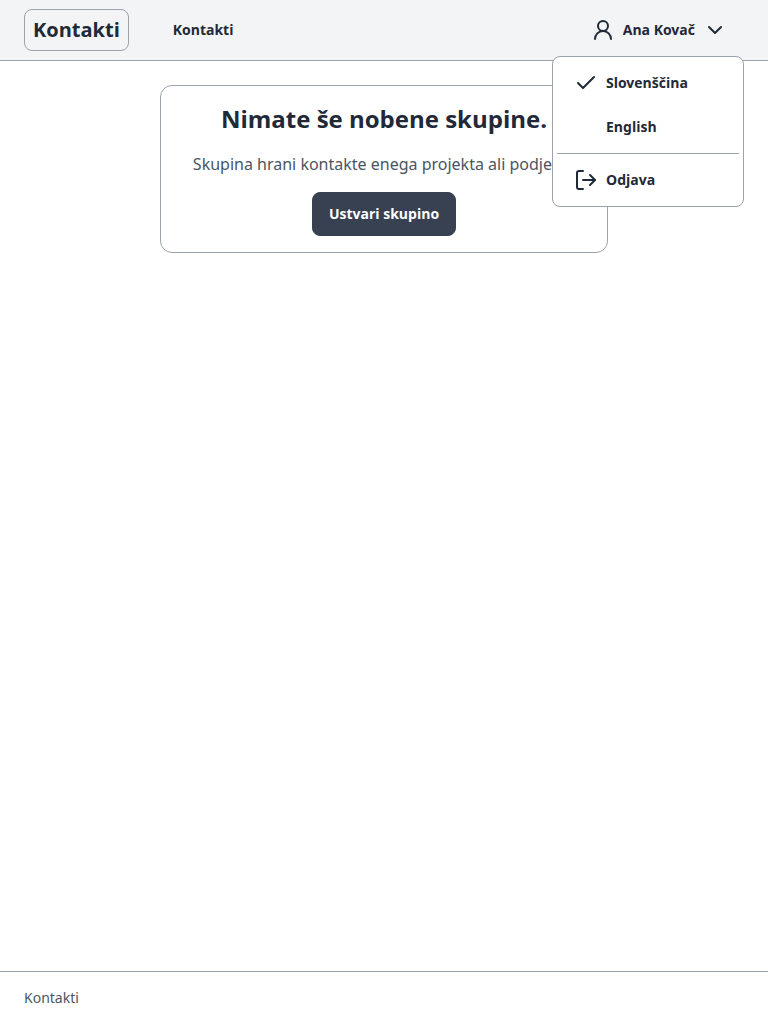 Kontakti
Kontakti
Ana Kovač
Slovenščina
English
Odjava
Nimate še nobene skupine.
Skupina hrani kontakte enega projekta ali
Ustvari skupino
Kontakti